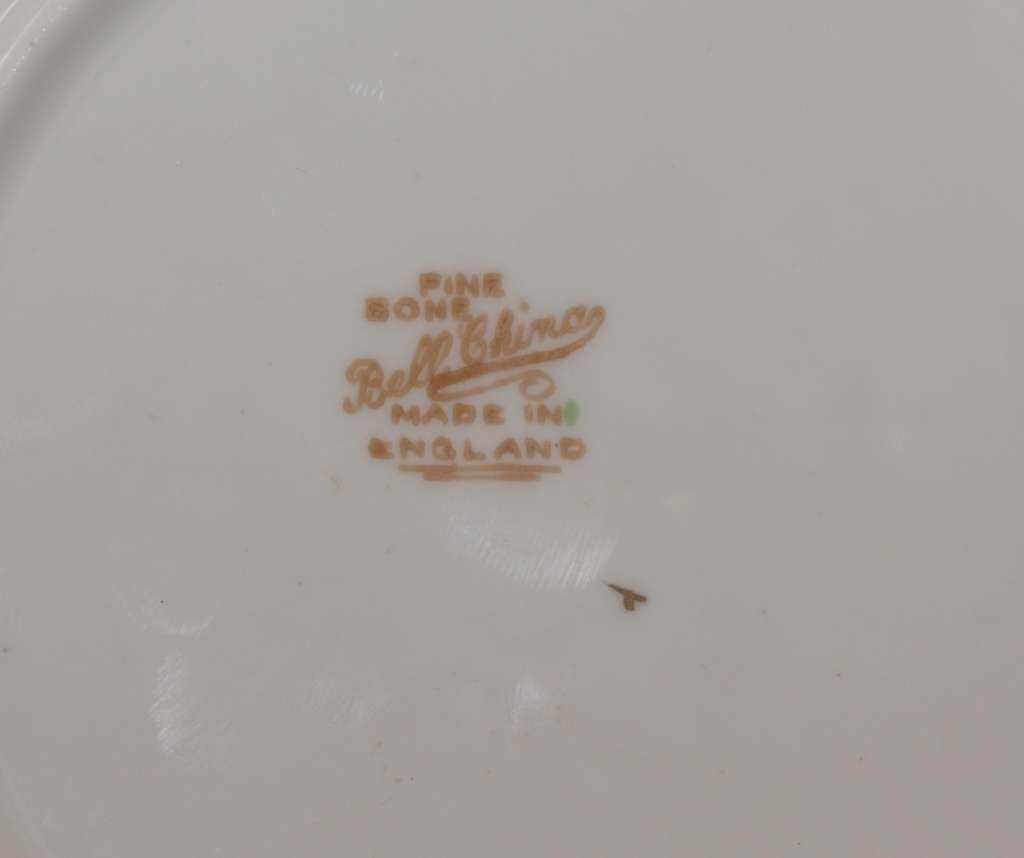 FINE
BONE
Bell China
MADE IN
ENGLAND